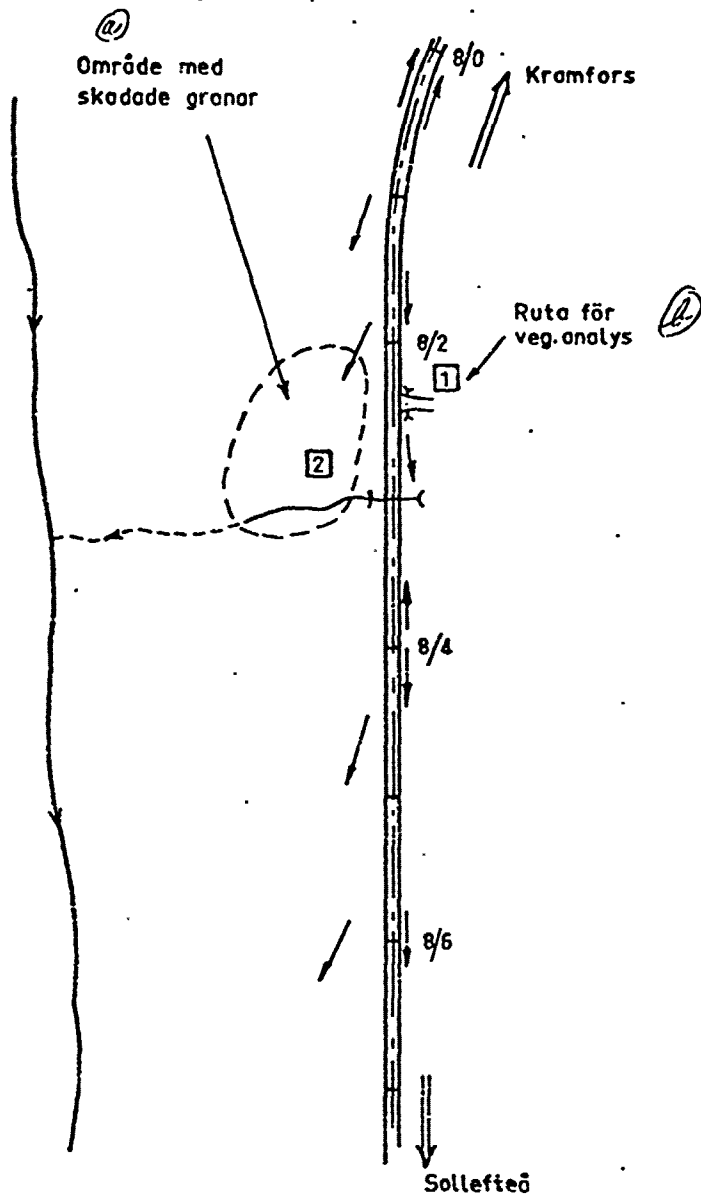 a
Område med
skadade granar
8/0
Kramfors
8/2
Ruta för
veg.analys
1
2
8/4
8/6
Sollefteå